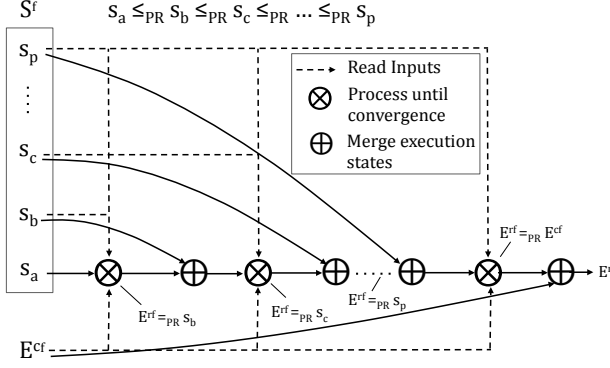 Sᶠ
s_a ≤_PR s_b ≤_PR s_c ≤_PR ... ≤_PR s_p
s_p
Read Inputs
Process until
convergence
Merge execution
states
s_c
s_b
E^rf =_PR E^cf
s_a
E^rf =_PR s_b
E^rf =_PR s_c
E^rf =_PR s_p
E^cf